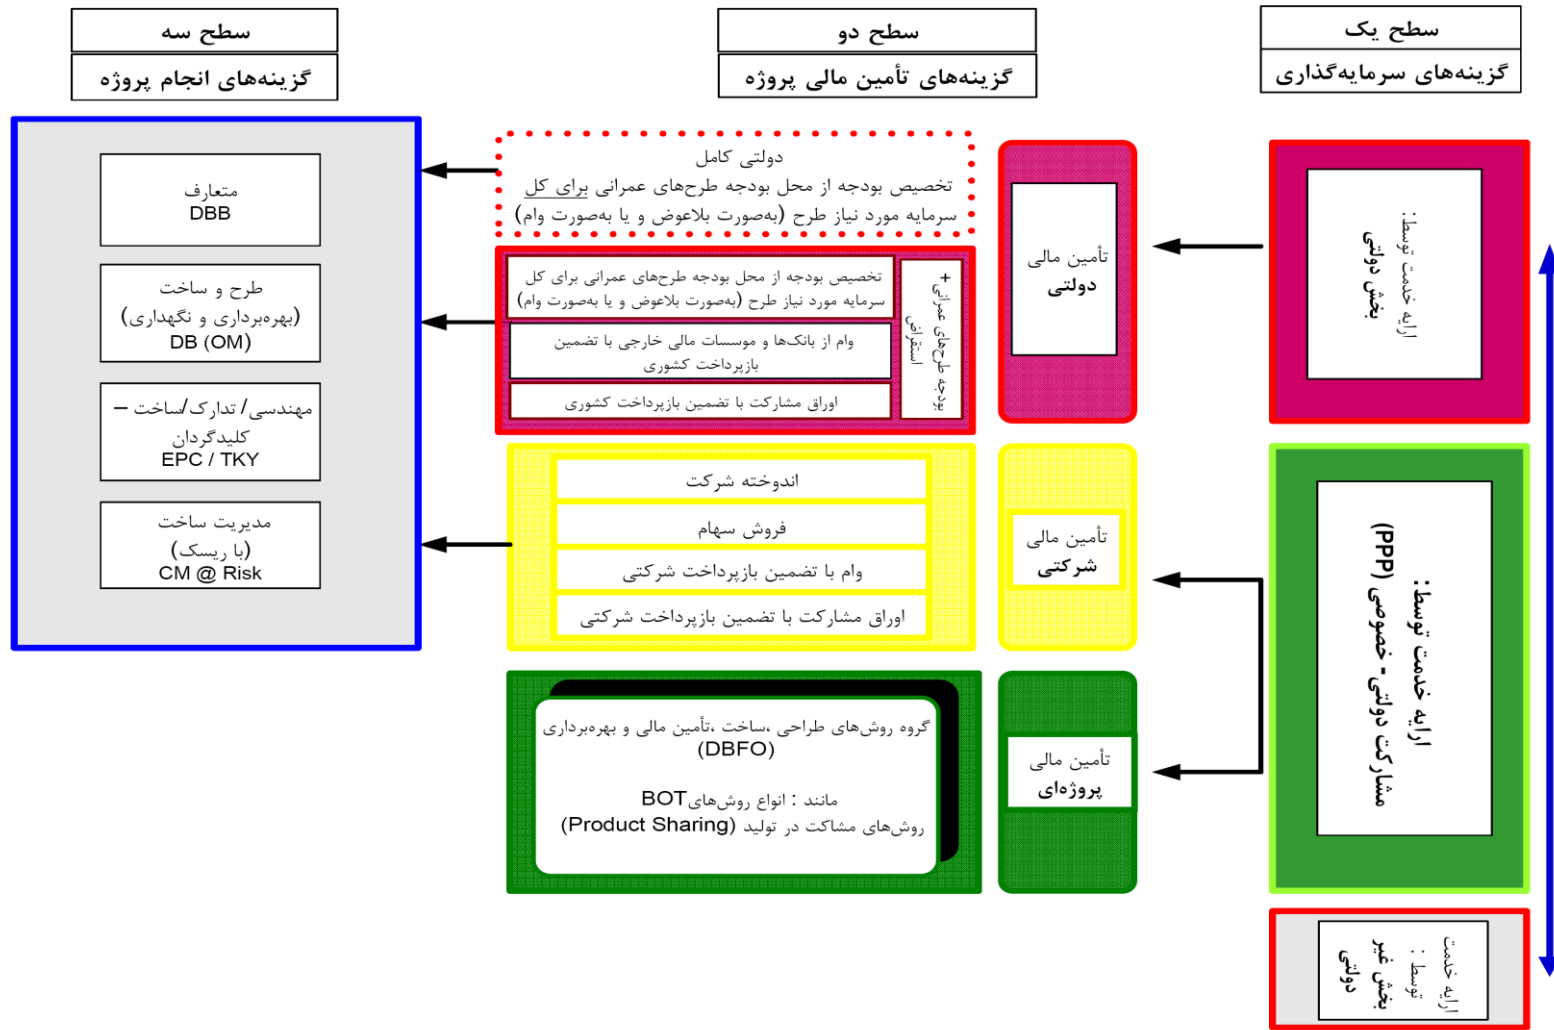 سطح یک
گزینه‌های سرمایه‌گذاری
سطح دو
گزینه‌های تأمین مالی پروژه
سطح سه
گزینه‌های انجام پروژه
ارایه خدمت توسط:
بخش دولتی
تأمین مالی
دولتی
دولتی کامل
تخصیص بودجه از محل بودجه طرح‌های عمرانی برای کل
سرمایه مورد نیاز طرح (به‌صورت بلاعوض و یا به‌صورت وام)
بودجه طرح‌های عمرانی +
استقراض
تخصیص بودجه از محل بودجه طرح‌های عمرانی برای کل
سرمایه مورد نیاز طرح (به‌صورت بلاعوض و یا به‌صورت وام)
وام از بانک‌ها و موسسات مالی خارجی با تضمین
بازپرداخت کشوری
اوراق مشارکت با تضمین بازپرداخت کشوری
متعارف
DBB
طرح و ساخت
(بهره‌برداری و نگهداری)
DB (OM)
مهندسی/ تدارک/ساخت –
کلیدگردان
EPC / TKY
مدیریت ساخت
(با ریسک)
CM @ Risk
ارایه خدمت توسط:
مشارکت دولتی - خصوصی (PPP)
تأمین مالی
شرکتی
اندوخته شرکت
فروش سهام
وام با تضمین بازپرداخت شرکتی
اوراق مشارکت با تضمین بازپرداخت شرکتی
تأمین مالی
پروژه‌ای
گروه روش‌های طراحی ،ساخت ،تأمین مالی و بهره‌برداری
(DBFO)
مانند : انواع روش‌های BOT
روش‌های مشاکت در تولید (Product Sharing)
ارایه خدمت
توسط :
بخش غیر
دولتی